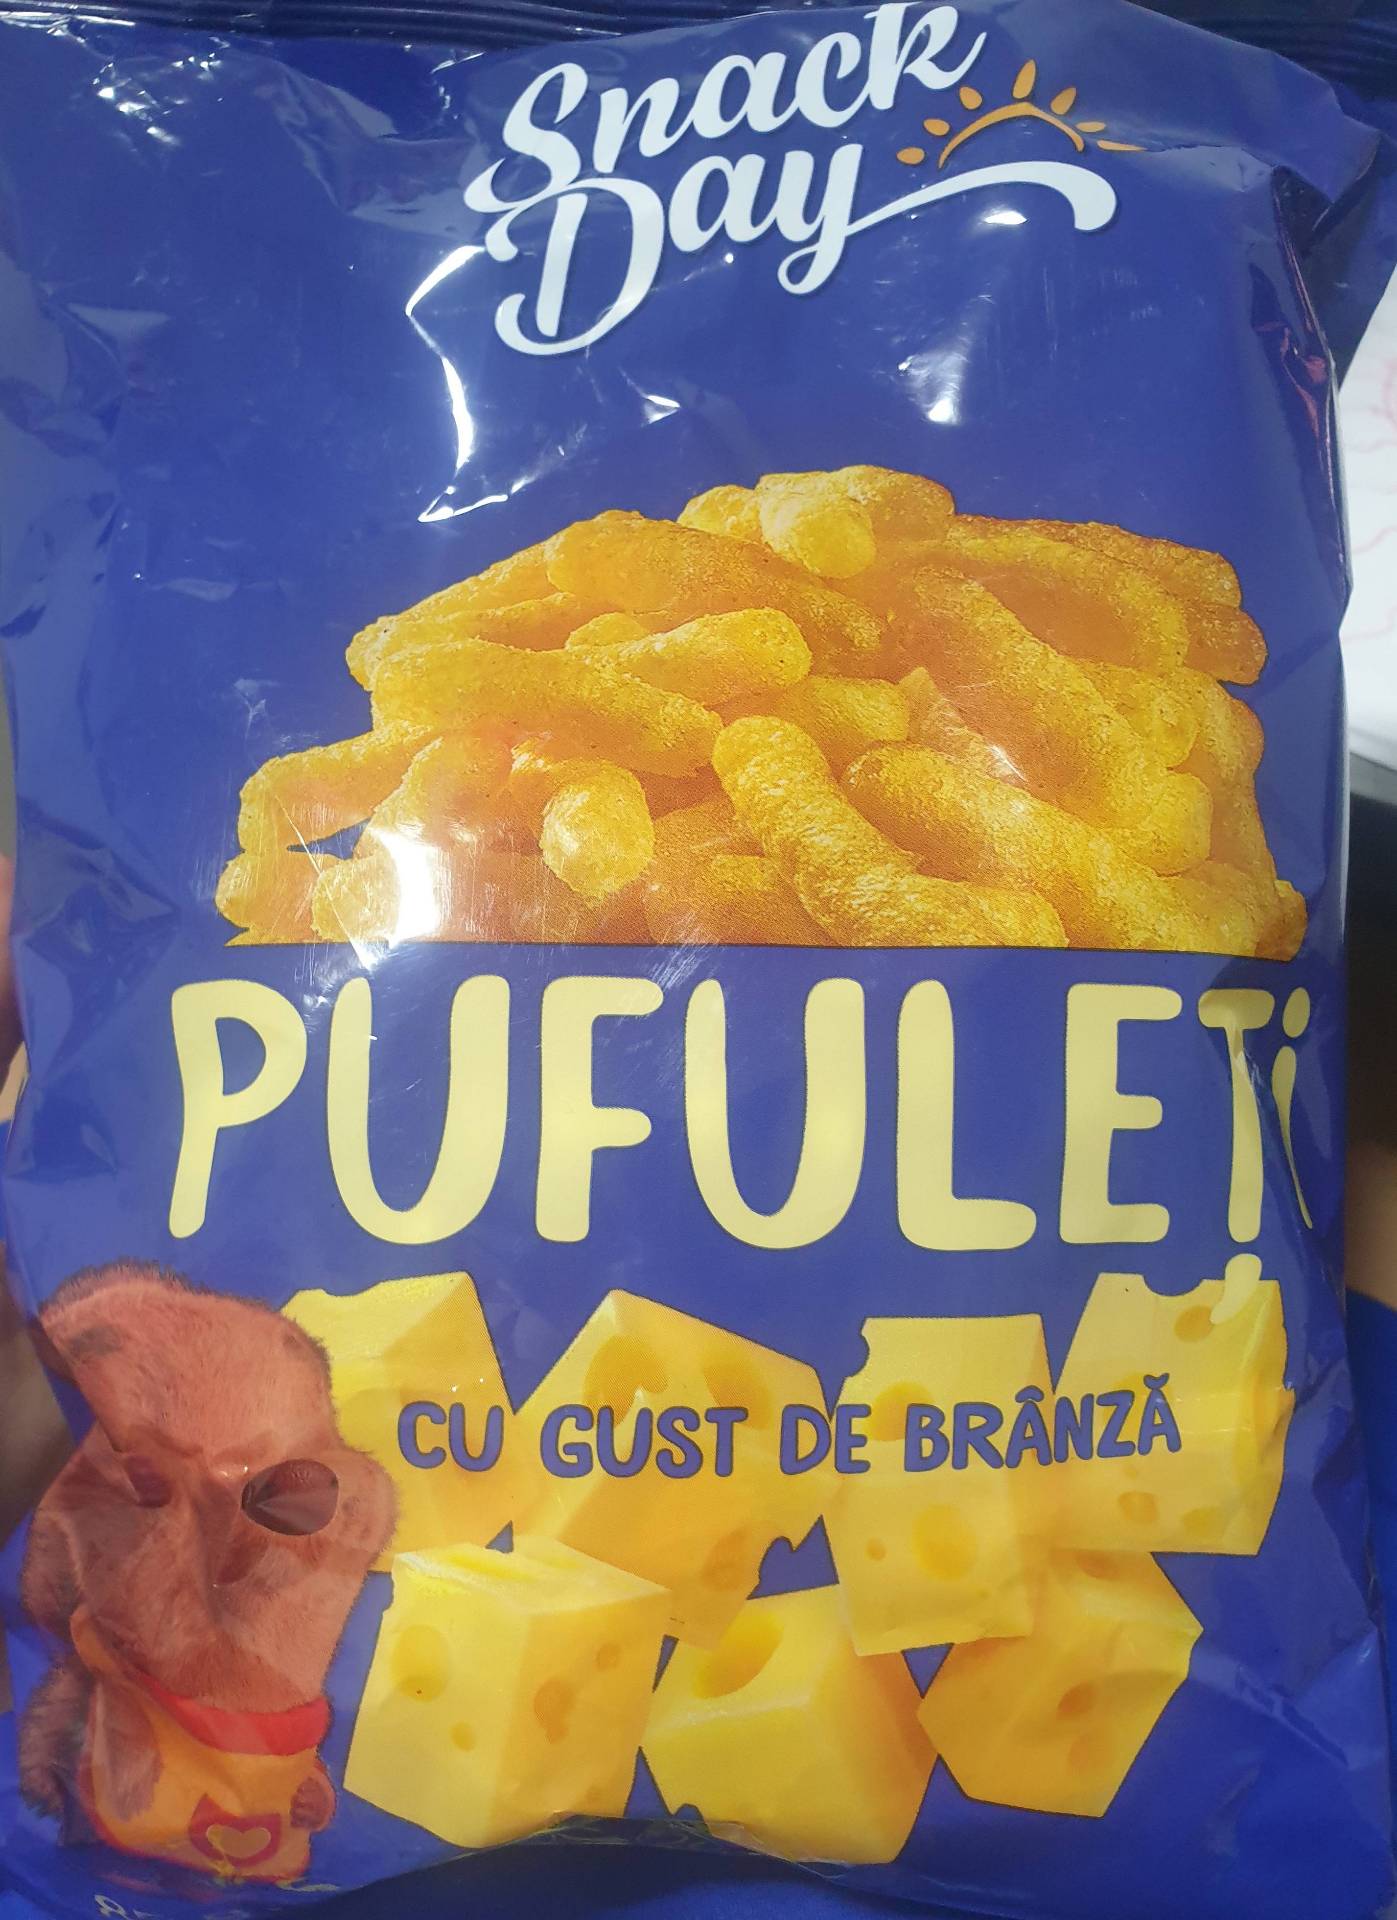 Snack
Day
PUFULEȚi
CU GUST DE BRÂNZĂ